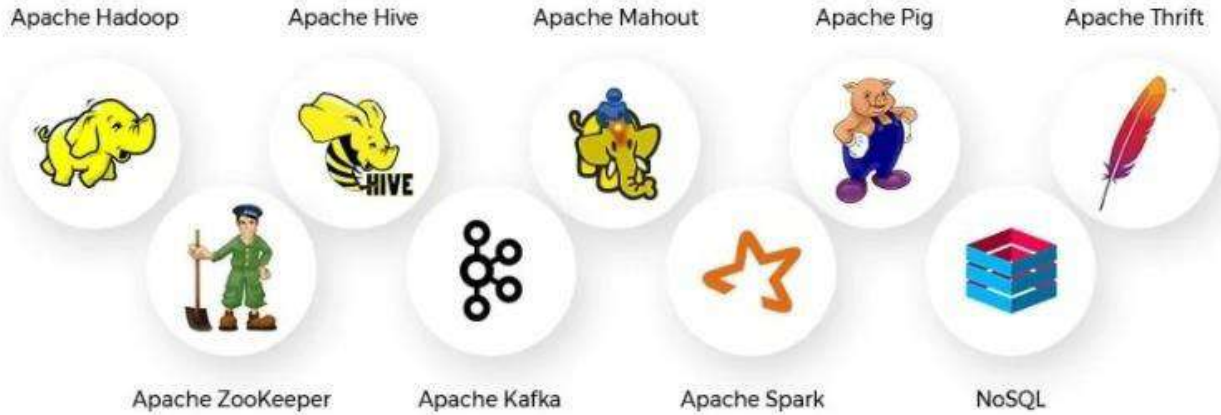 Apache Hadoop
Apache Hive
Apache Mahout
Apache Pig
Apache Thrift
HIVE
Apache ZooKeeper
Apache Kafka
Apache Spark
NoSQL